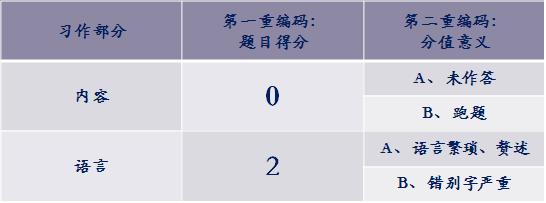 习作部分
第一重编码：
题目得分
第二重编码：
分值意义
内容
0
A、未作答
B、跑题
语言
2
A、语言繁琐、赘述
B、错别字严重